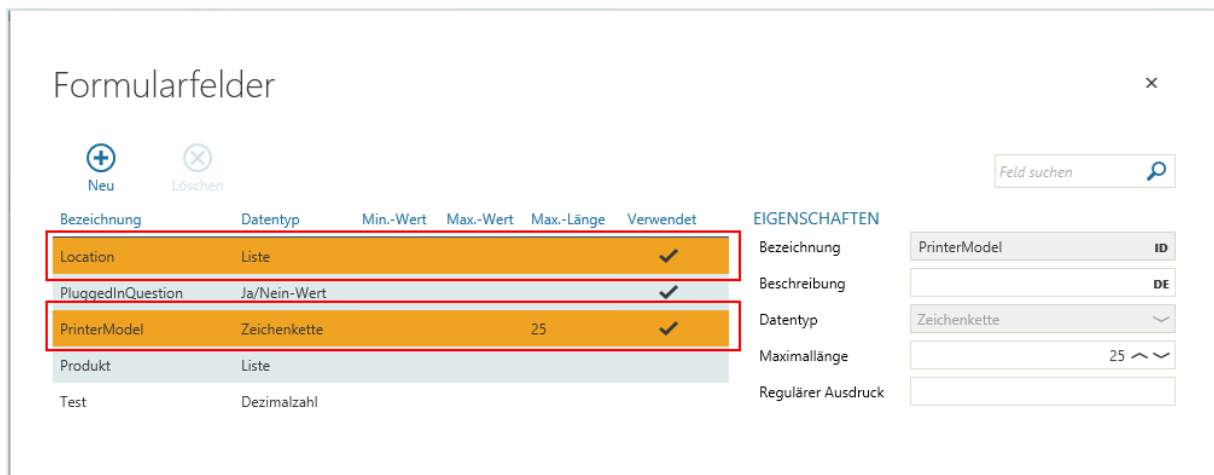 Formularfelder
Neu Löschen
Feld suchen
Bezeichnung Datentyp Min.-Wert Max.-Wert Max.-Länge Verwendet
Location Liste
PluggedInQuestion Ja/Nein-Wert
PrinterModel Zeichenkette 25
Produkt Liste
Test Dezimalzahl
EIGENSCHAFTEN
Bezeichnung PrinterModel ID
Beschreibung DE
Datentyp Zeichenkette
Maximallänge 25
Regulärer Ausdruck